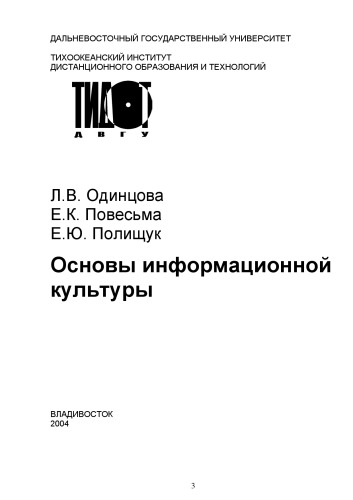 ДАЛЬНЕВОСТОЧНЫЙ ГОСУДАРСТВЕННЫЙ УНИВЕРСИТЕТ
ТИХООКЕАНСКИЙ ИНСТИТУТ
ДИСТАНЦИОННОГО ОБРАЗОВАНИЯ И ТЕХНОЛОГИЙ
ТИДОТ
ДВГУ
Л.В. Одинцова
Е.К. Повесьма
Е.Ю. Полищук
Основы информационной
культуры
ВЛАДИВОСТОК
2004
3